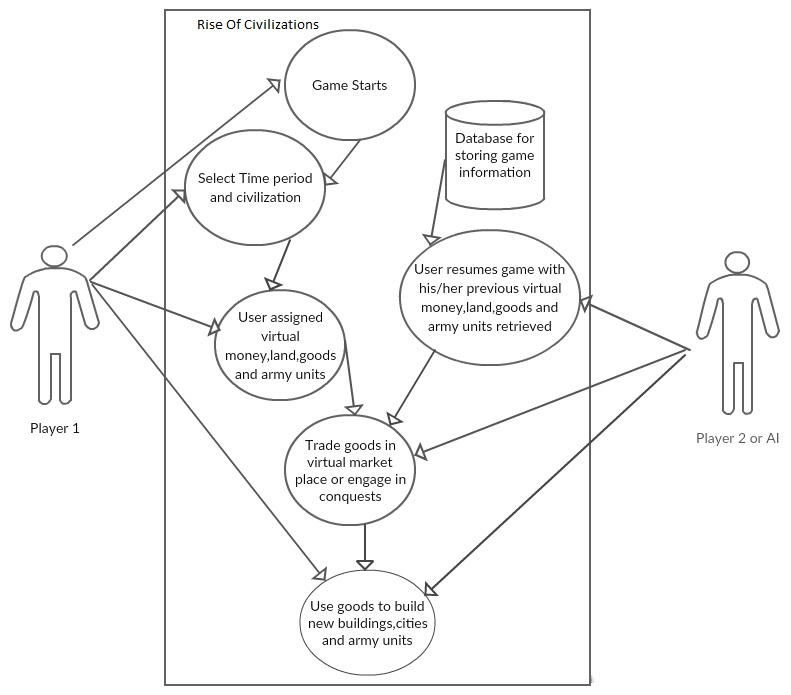 Rise Of Civilizations
Game Starts
Database for
storing game
information
Select Time period
and civilization
User resumes game with
his/her previous virtual
money,land,goods and
army units retrieved
User assigned
virtual
money,land,goods
and army units
Player 1
Player 2 or AI
Trade goods in
virtual market
place or engage in
conquests
Use goods to build
new buildings,cities
and army units